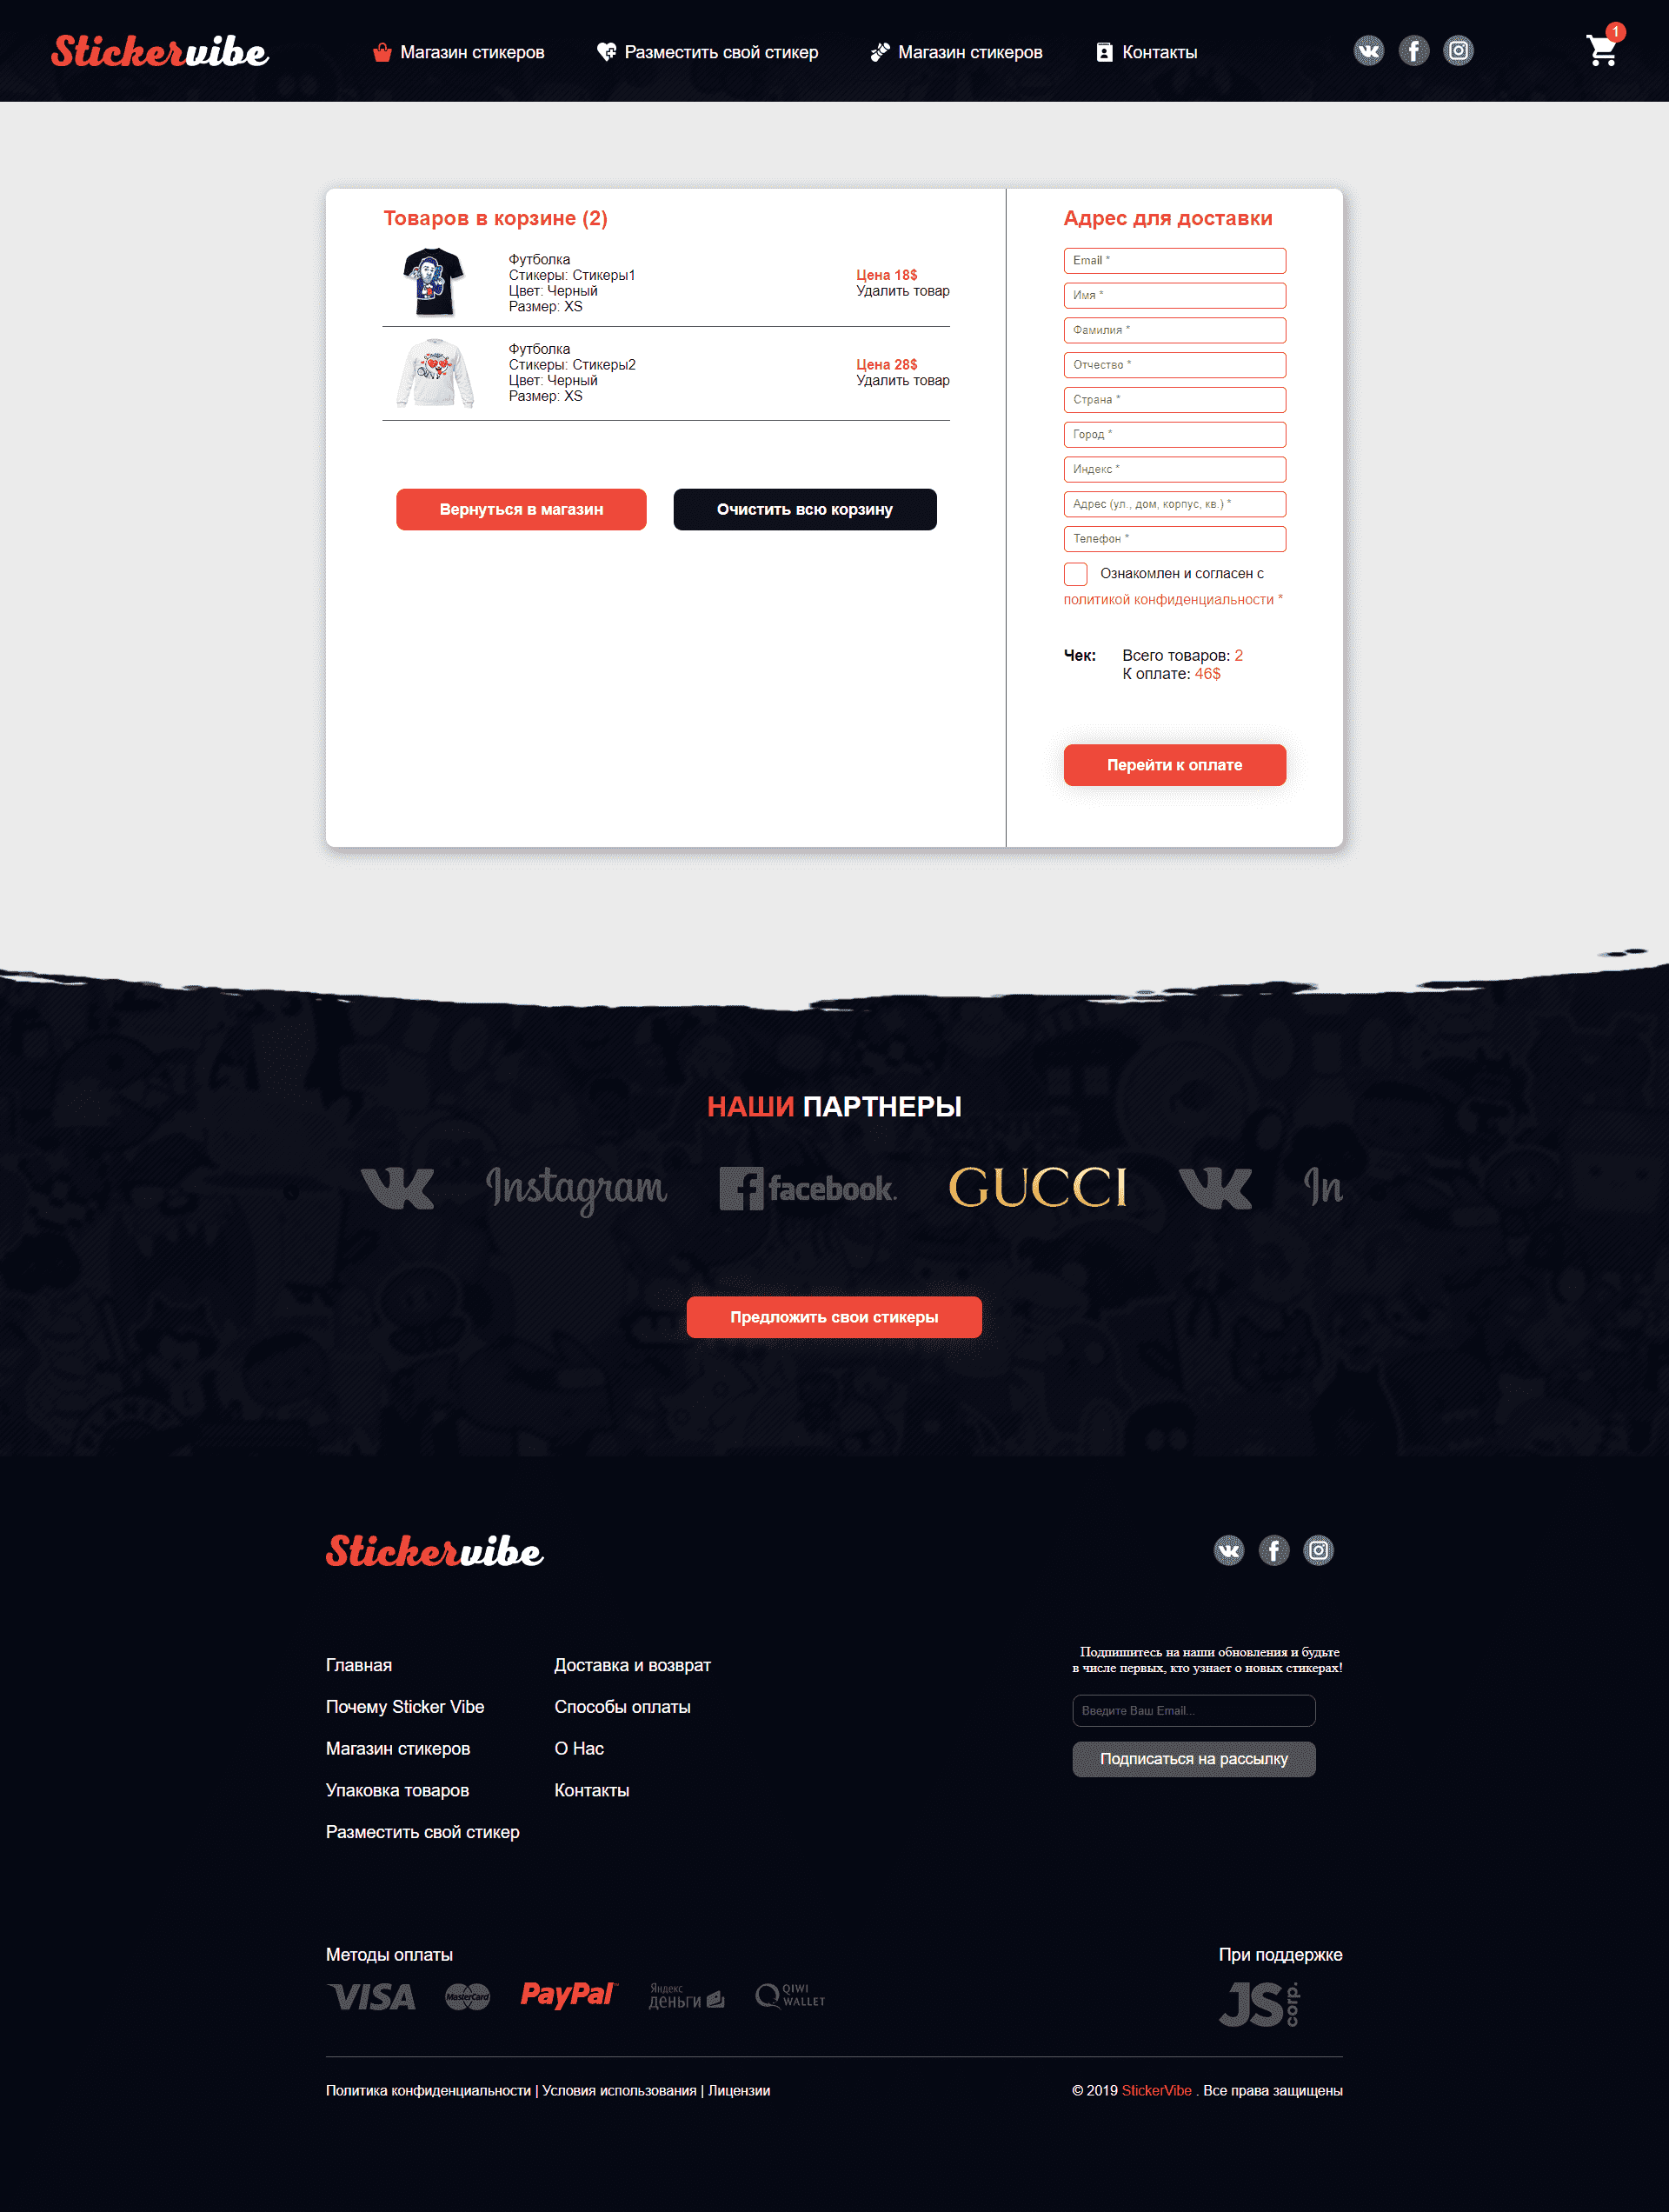 Stickervibe
Магазин стикеров
Разместить свой стикер
Магазин стикеров
Контакты
1
Товаров в корзине (2)
Футболка
Стикеры: Стикеры1
Цвет: Черный
Размер: XS
Цена 18$
Удалить товар
Футболка
Стикеры: Стикеры2
Цвет: Черный
Размер: XS
Цена 28$
Удалить товар
Вернуться в магазин
Очистить всю корзину
Адрес для доставки
Email *
Имя *
Фамилия *
Отчество *
Страна *
Город *
Индекс *
Адрес (ул., дом, корпус, кв.) *
Телефон *
Ознакомлен и согласен с
политикой конфиденциальности *
Чек:
Всего товаров: 2
К оплате: 46$
Перейти к оплате
НАШИ ПАРТНЕРЫ
Instagram
facebook.
GUCCI
In
Предложить свои стикеры
Stickervibe
Главная
Почему Sticker Vibe
Магазин стикеров
Упаковка товаров
Разместить свой стикер
Доставка и возврат
Способы оплаты
О Нас
Контакты
Подпишитесь на наши обновления и будьте
в числе первых, кто узнает о новых стикерах!
Введите Ваш Email...
Подписаться на рассылку
Методы оплаты
VISA
MasterCard
PayPal
Яндекс
деньги
QIWI
WALLET
При поддержке
JS corp.
Политика конфиденциальности | Условия использования | Лицензии
© 2019 StickerVibe . Все права защищены